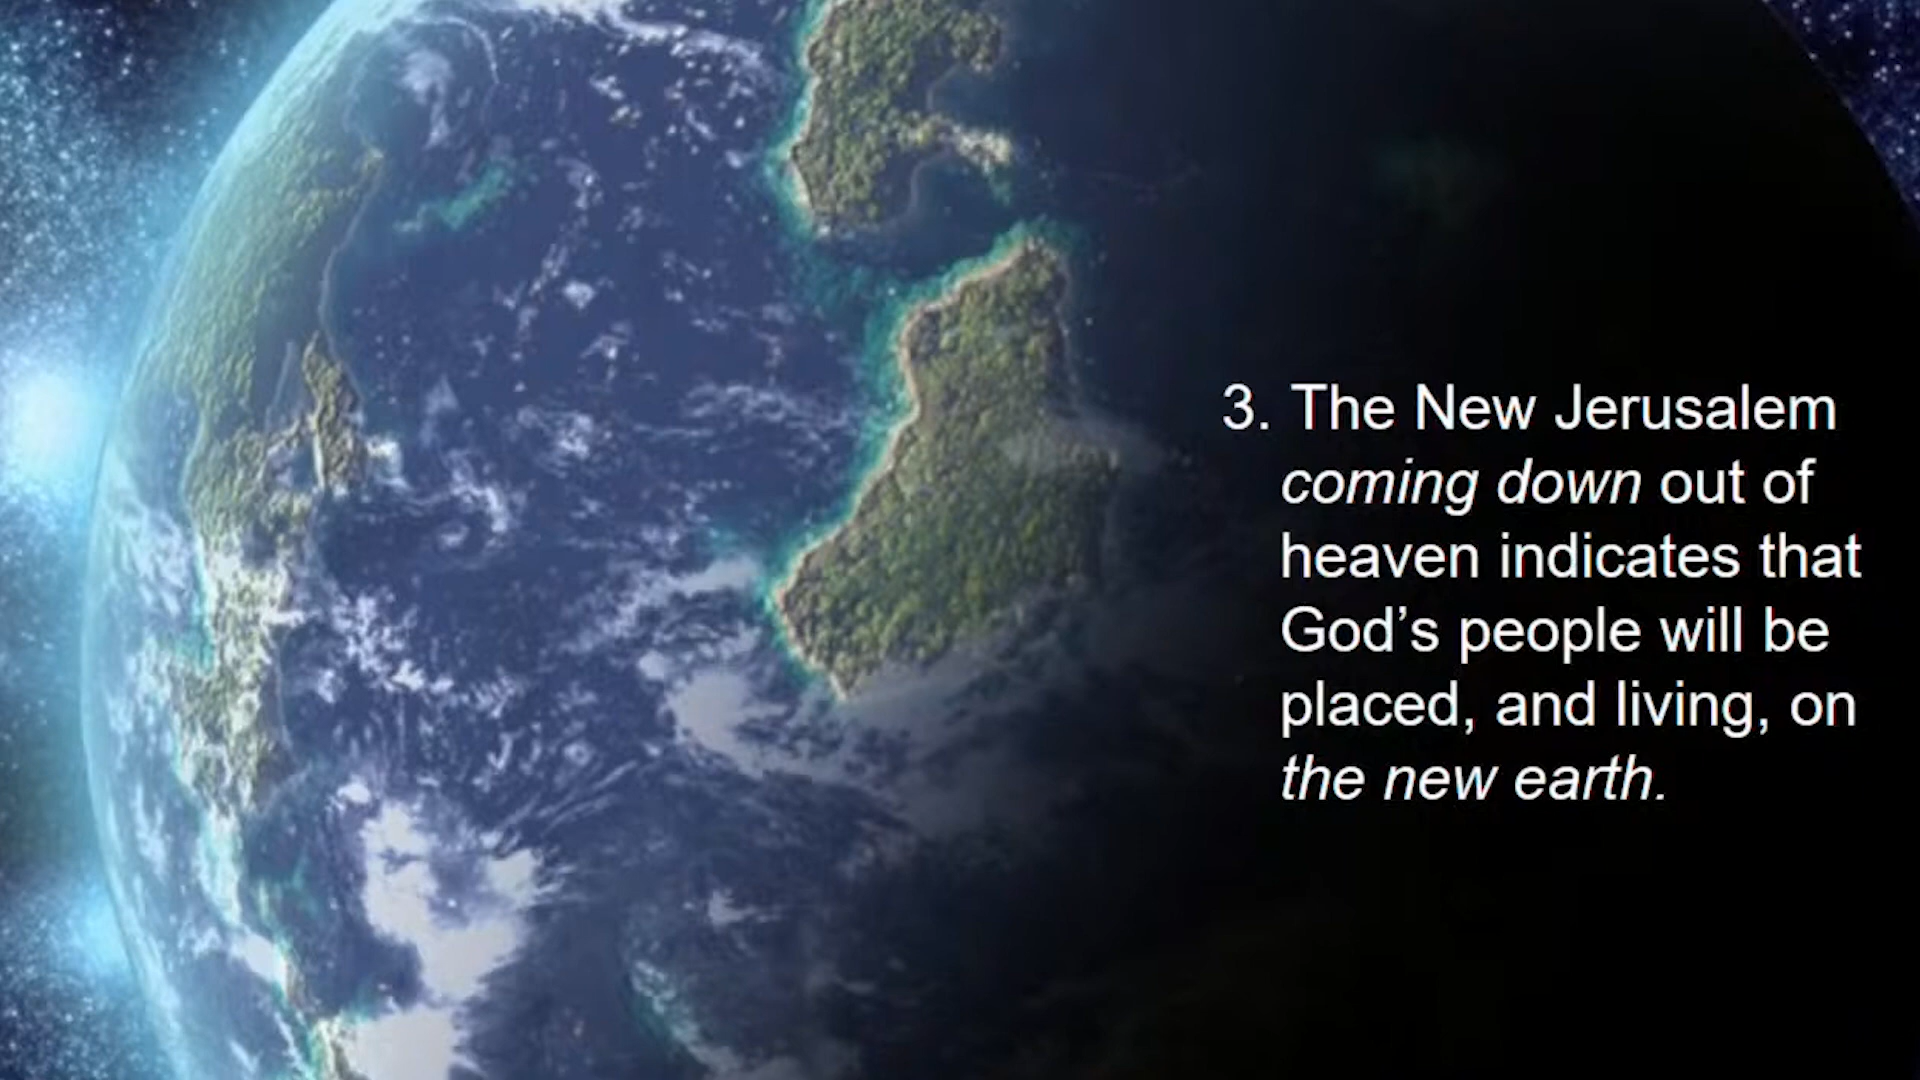 3. The New Jerusalem
coming down out of
heaven indicates that
God’s people will be
placed, and living, on
the new earth.